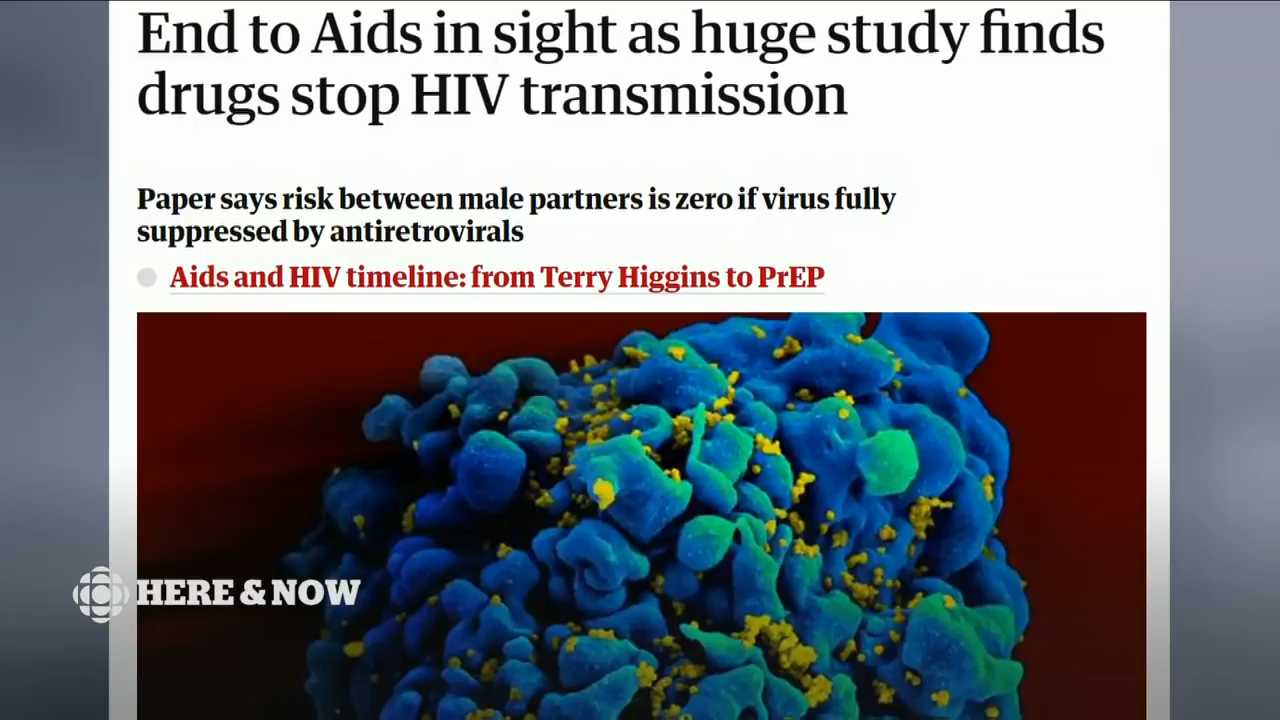 End to Aids in sight as huge study finds
drugs stop HIV transmission
Paper says risk between male partners is zero if virus fully
suppressed by antiretrovirals
Aids and HIV timeline: from Terry Higgins to PrEP
HERE & NOW